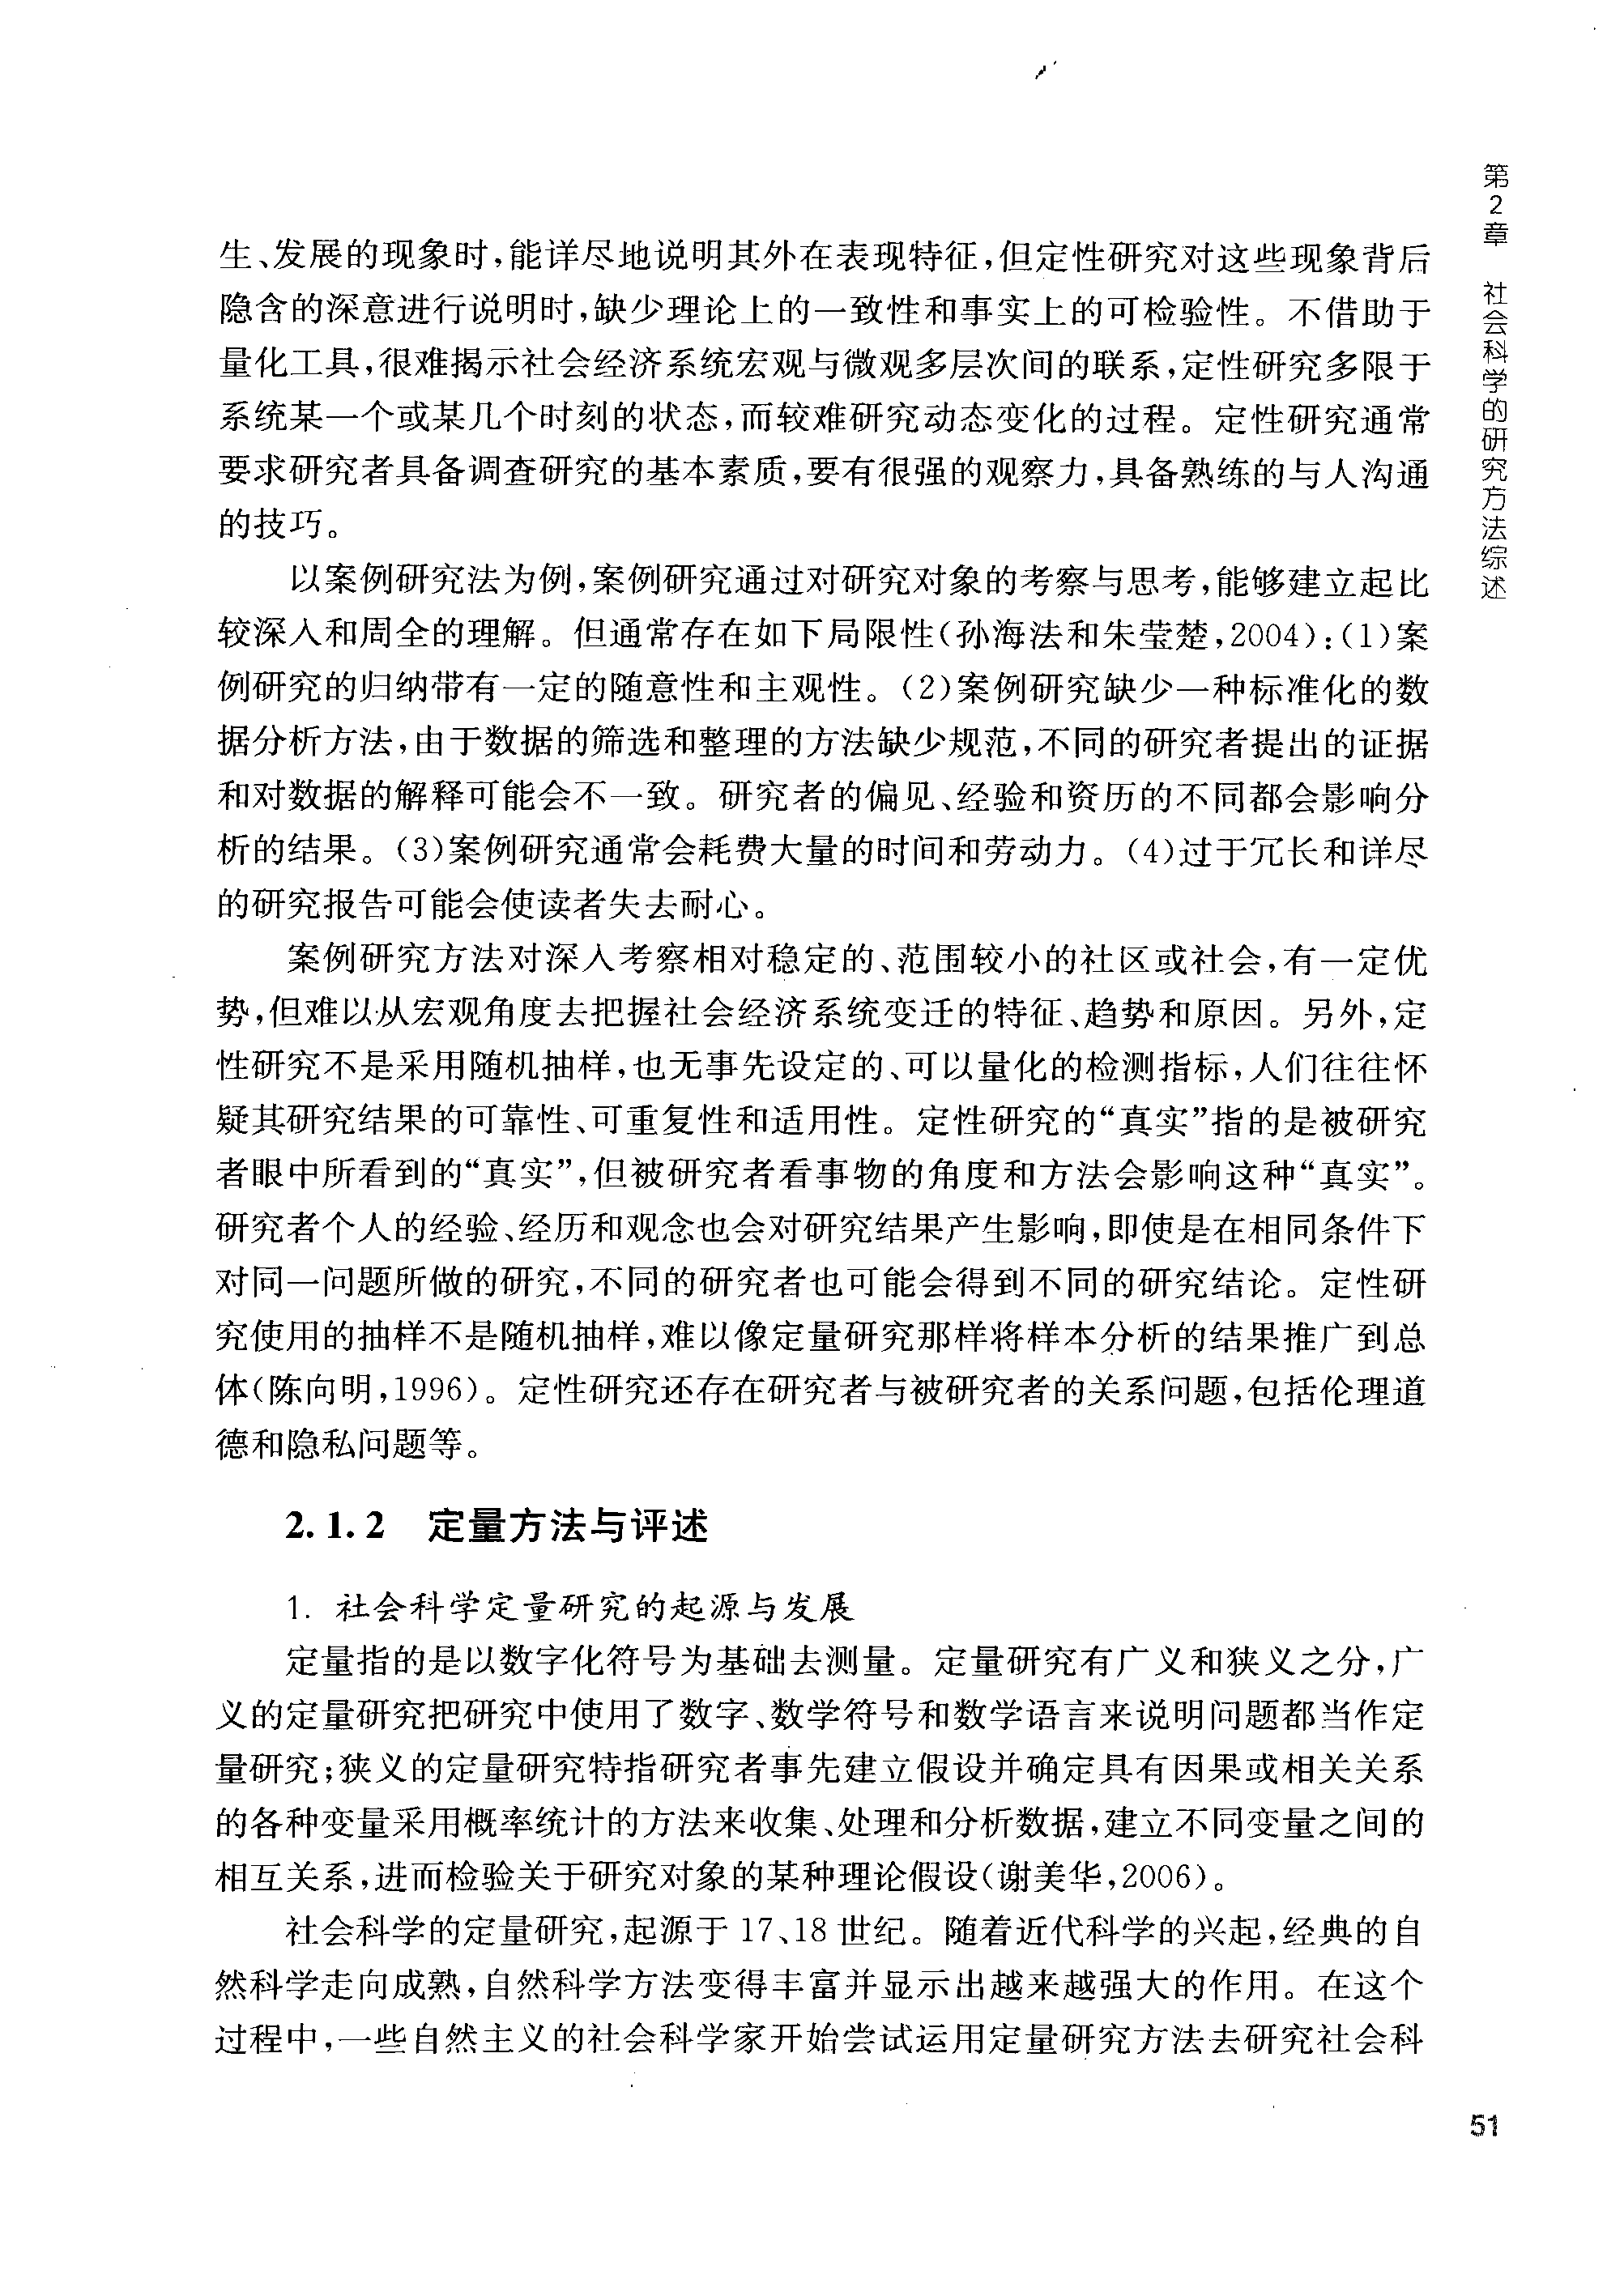 第2章 社会科学的研究方法综述
生、发展的现象时,能详尽地说明其外在表现特征,但定性研究对这些现象背后
隐含的深意进行说明时,缺少理论上的一致性和事实上的可检验性。不借助于
量化工具,很难揭示社会经济系统宏观与微观多层次间的联系,定性研究多限于
系统某一个或某几个时刻的状态,而较难研究动态变化的过程。定性研究通常
要求研究者具备调查研究的基本素质,要有很强的观察力,具备熟练的与人沟通
的技巧。
以案例研究法为例,案例研究通过对研究对象的考察与思考,能够建立起比
较深入和周全的理解。但通常存在如下局限性(孙海法和朱莹楚,2004):(1)案
例研究的归纳带有一定的随意性和主观性。(2)案例研究缺少一种标准化的数
据分析方法,由于数据的筛选和整理的方法缺少规范,不同的研究者提出的证据
和对数据的解释可能会不一致。研究者的偏见、经验和资历的不同都会影响分
析的结果。(3)案例研究通常会耗费大量的时间和劳动力。(4)过于冗长和详尽
的研究报告可能会使读者失去耐心。
案例研究方法对深入考察相对稳定的、范围较小的社区或社会,有一定优
势,但难以从宏观角度去把握社会经济系统变迁的特征、趋势和原因。另外,定
性研究不是采用随机抽样,也无事先设定的、可以量化的检测指标,人们往往怀
疑其研究结果的可靠性、可重复性和适用性。定性研究的“真实”指的是被研究
者眼中所看到的“真实”,但被研究者看事物的角度和方法会影响这种“真实”。
研究者个人的经验、经历和观念也会对研究结果产生影响,即使是在相同条件下
对同一问题所做的研究,不同的研究者也可能会得到不同的研究结论。定性研
究使用的抽样不是随机抽样,难以像定量研究那样将样本分析的结果推广到总
体(陈向明,1996)。定性研究还存在研究者与被研究者的关系问题,包括伦理道
德和隐私问题等。
2.1.2 定量方法与评述
1. 社会科学定量研究的起源与发展
定量指的是以数字化符号为基础去测量。定量研究有广义和狭义之分,广
义的定量研究把研究中使用了数字、数学符号和数学语言来说明问题都当作定
量研究;狭义的定量研究特指研究者事先建立假设并确定具有因果或相关关系
的各种变量采用概率统计的方法来收集、处理和分析数据,建立不同变量之间的
相互关系,进而检验关于研究对象的某种理论假设(谢美华,2006)。
社会科学的定量研究,起源于 17、18 世纪。随着近代科学的兴起,经典的自
然科学走向成熟,自然科学方法变得丰富并显示出越来越强大的作用。在这个
过程中,一些自然主义的社会科学家开始尝试运用定量研究方法去研究社会科
51